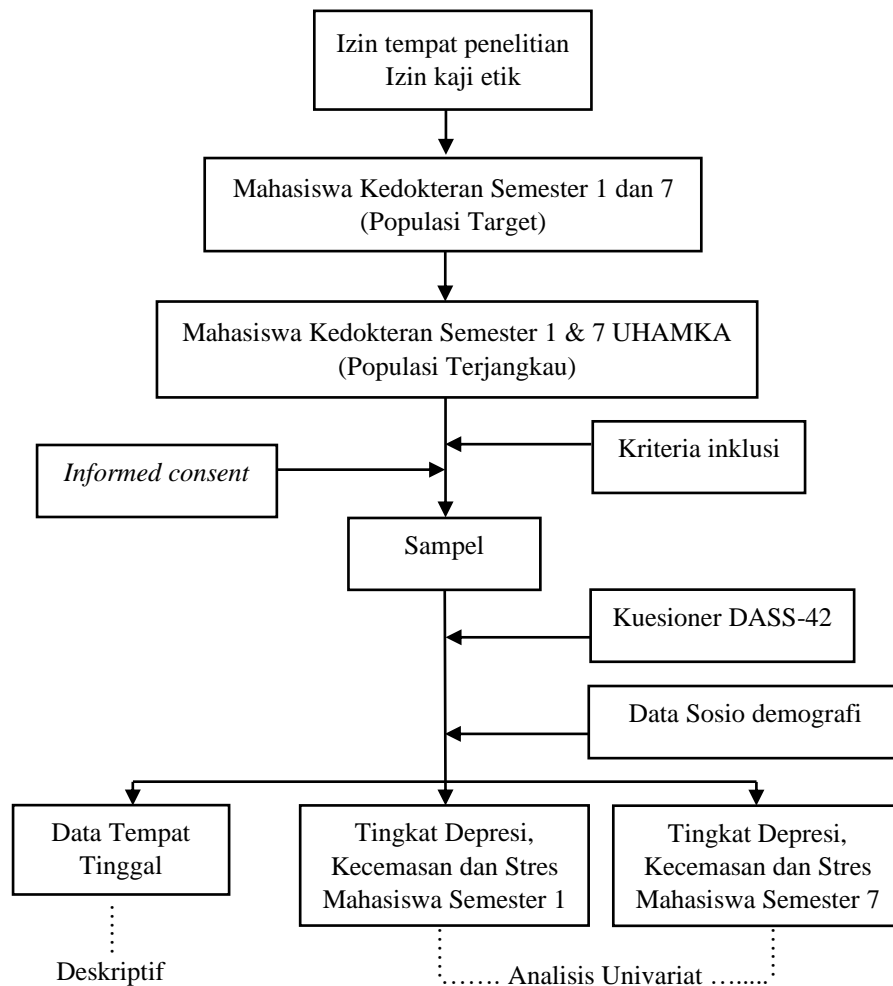 Izin tempat penelitian
Izin kaji etik
Mahasiswa Kedokteran Semester 1 dan 7
(Populasi Target)
Mahasiswa Kedokteran Semester 1 & 7 UHAMKA
(Populasi Terjangkau)
Kriteria inklusi
Informed consent
Sampel
Kuesioner DASS-42
Data Sosio demografi
Data Tempat
Tinggal
Tingkat Depresi,
Kecemasan dan Stres
Mahasiswa Semester 1
Tingkat Depresi,
Kecemasan dan Stres
Mahasiswa Semester 7
Deskriptif
……. Analisis Univariat ….....